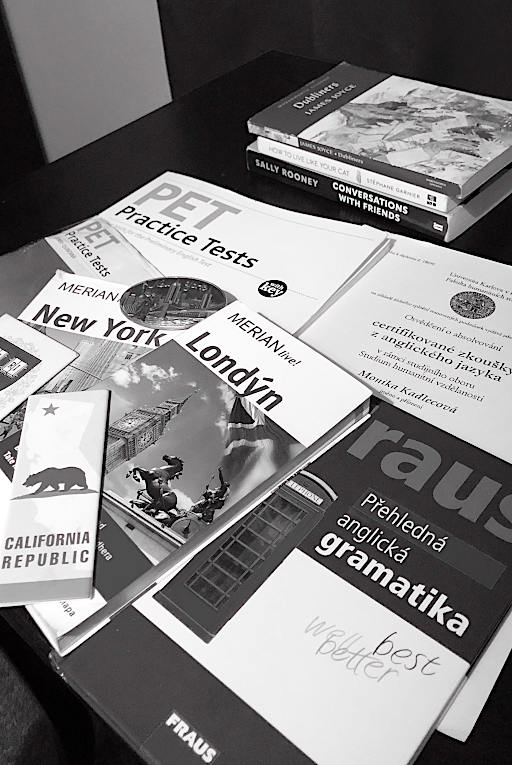 Dubliners
JAMES JOYCE
JAMES JOYCE • Dubliners
HOW TO LIVE LIKE YOUR CAT STÉPHANE GARNIER
SALLY ROONEY CONVERSATIONS
WITH FRIENDS
PET
Practice Tests
with
key
PET
Practice Tests
MERIAN
New York
MERIAN live!
Londýn
Univerzita Karlova v
Fakulta humanitních
Osvědčení o absolvování
certifikované zkoušky
z anglického jazyka
v rámci studijního oboru
Studium humanitní vzdělanosti
Monika Kadlecová
CALIFORNIA
REPUBLIC
raus
Přehledná
anglická
gramatika
well best
better
FRAUS